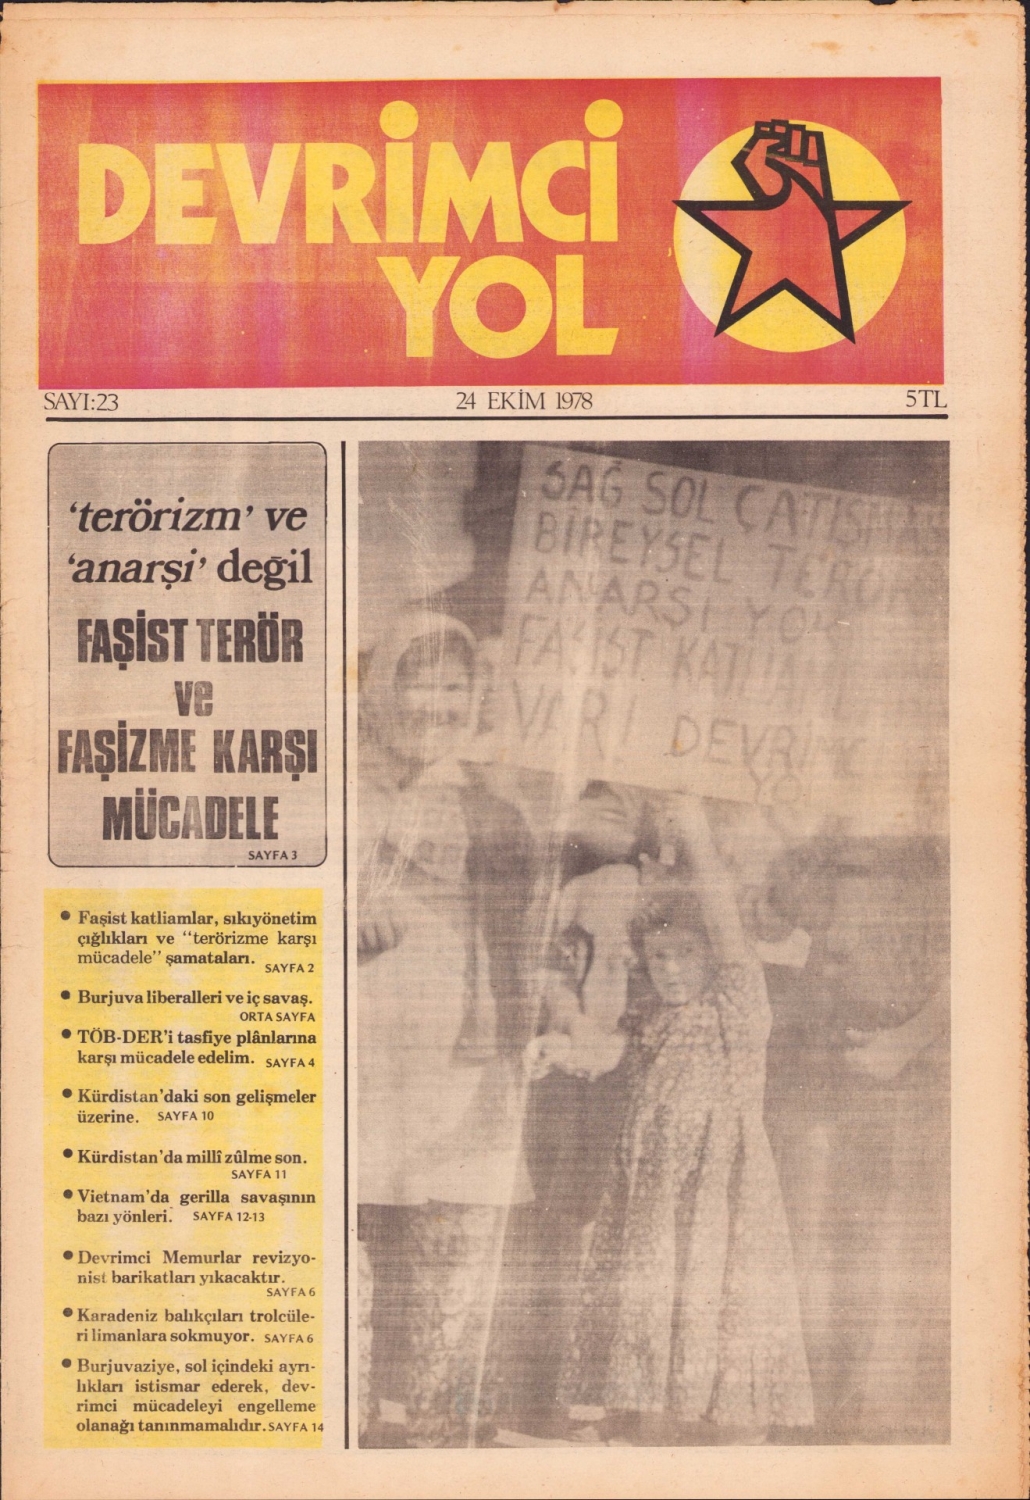 DEVRİMCİ
YOL
SAYI:23
24 EKİM 1978
5TL
'terörizm' ve
'anarşi' değil
FAŞİST TERÖR
ve
FAŞİZME KARŞI
MÜCADELE
SAYFA 3
• Faşist katliamlar, sıkıyönetim
çığlıkları ve "terörizme karşı
mücadele" şamataları.
SAYFA 2
• Burjuva liberalleri ve iç savaş.
ORTA SAYFA
• TÖB-DER'i tasfiye plânlarına
karşı mücadele edelim. SAYFA 4
• Kürdistan'daki son gelişmeler
üzerine. SAYFA 10
• Kürdistan'da millî zûlme son.
SAYFA 11
• Vietnam'da gerilla savaşının
bazı yönleri. SAYFA 12-13
• Devrimci Memurlar revizyo-
nist barikatları yıkacaktır.
SAYFA 6
• Karadeniz balıkçıları trolcüle-
ri limanlara sokmuyor. SAYFA 6
• Burjuvaziye, sol içindeki ayrı-
lıkları istismar ederek, dev-
rimci mücadeleyi engelleme
olanağı tanınmamalıdır. SAYFA 14
SAĞ SOL
BİREYSEL TERÖR
ANARŞİ YOK
FAŞİST KATLİAM
VAR! DEVRİMCİ
YOL